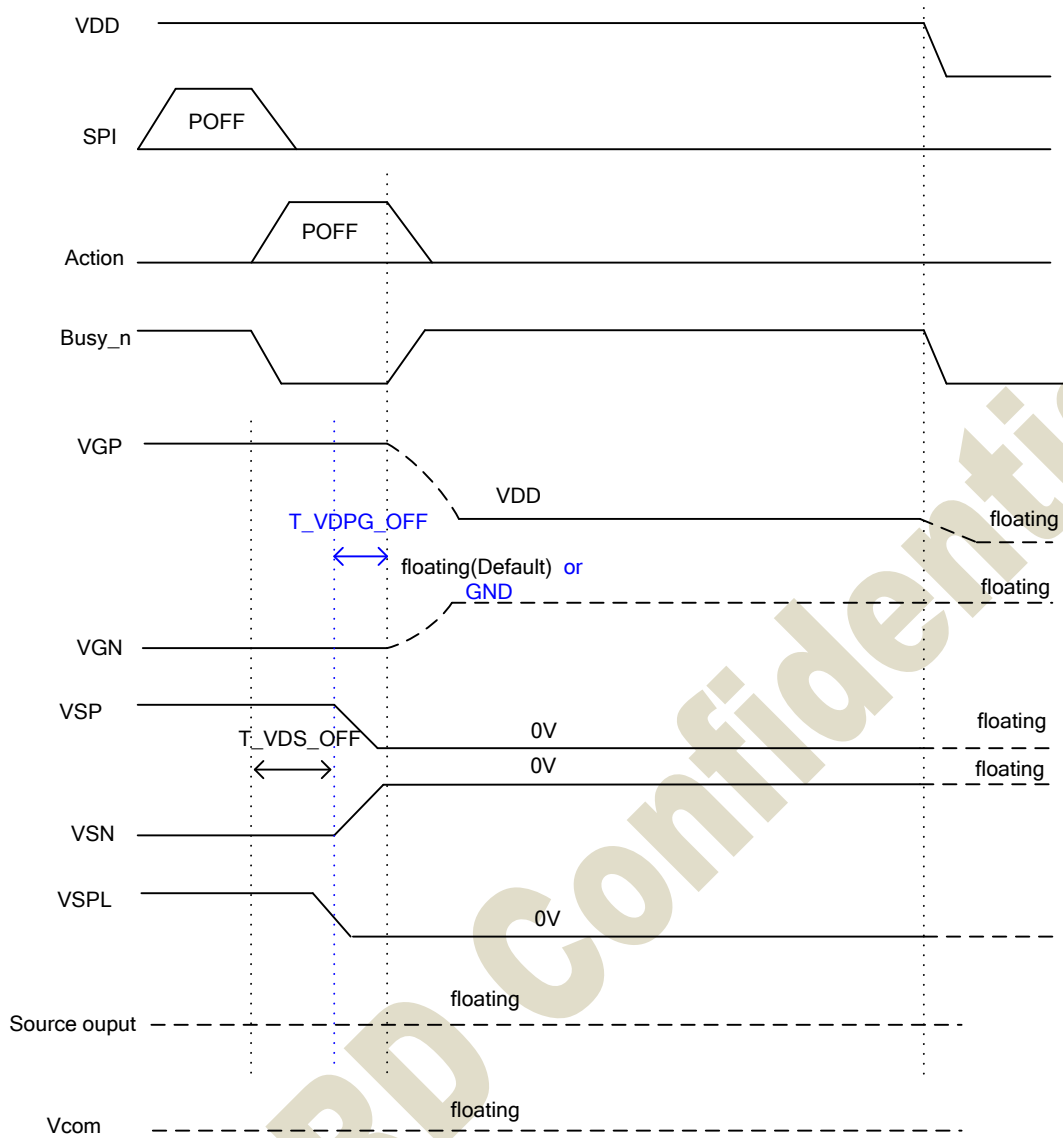 VDD
POFF
SPI
POFF
Action
Busy_n
VGP
VDD
T_VDPG_OFF
floating
floating(Default) or
GND
floating
VGN
VSP
floating
T_VDS_OFF
0V
0V
floating
VSN
VSPL
0V
floating
Source ouput
floating
Vcom